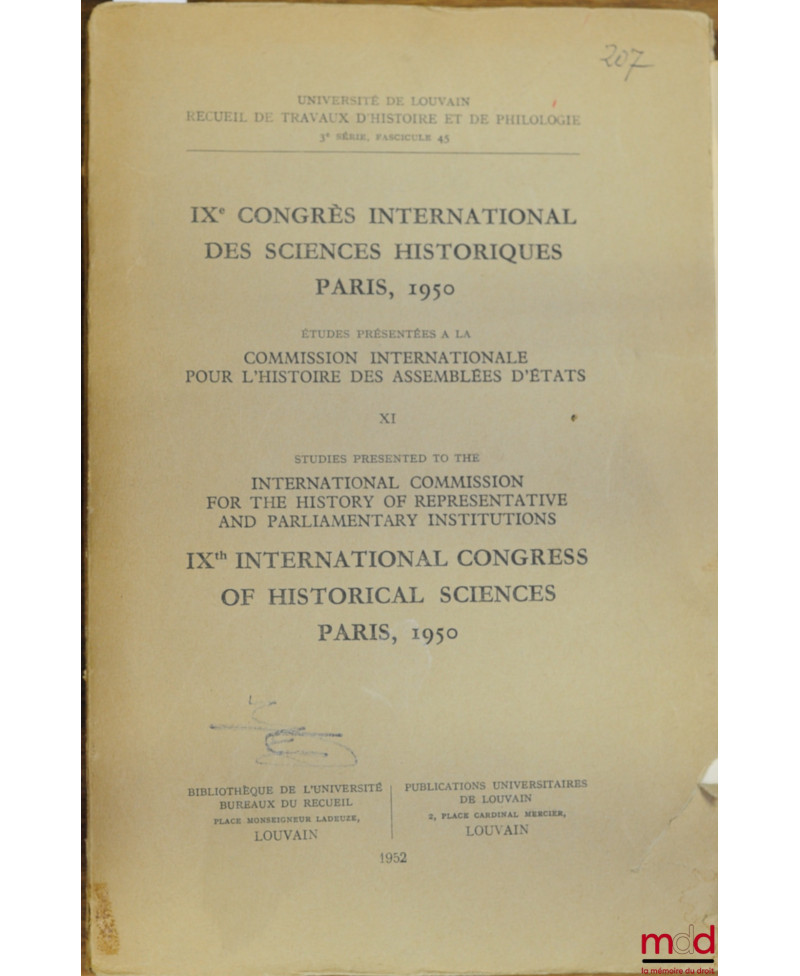 207
UNIVERSITÉ DE LOUVAIN
RECUEIL DE TRAVAUX D'HISTOIRE ET DE PHILOLOGIE
3e SÉRIE, FASCICULE 45
IXe CONGRÈS INTERNATIONAL
DES SCIENCES HISTORIQUES
PARIS, 1950
ÉTUDES PRÉSENTÉES A LA
COMMISSION INTERNATIONALE
POUR L'HISTOIRE DES ASSEMBLÉES D'ÉTATS
XI
STUDIES PRESENTED TO THE
INTERNATIONAL COMMISSION
FOR THE HISTORY OF REPRESENTATIVE
AND PARLIAMENTARY INSTITUTIONS
IXth INTERNATIONAL CONGRESS
OF HISTORICAL SCIENCES
PARIS, 1950
BIBLIOTHÈQUE DE L'UNIVERSITÉ
BUREAUX DU RECUEIL
PLACE MONSEIGNEUR LADEUZE,
LOUVAIN
PUBLICATIONS UNIVERSITAIRES
DE LOUVAIN
2, PLACE CARDINAL MERCIER,
LOUVAIN
1952
mdd
la mémoire du droit